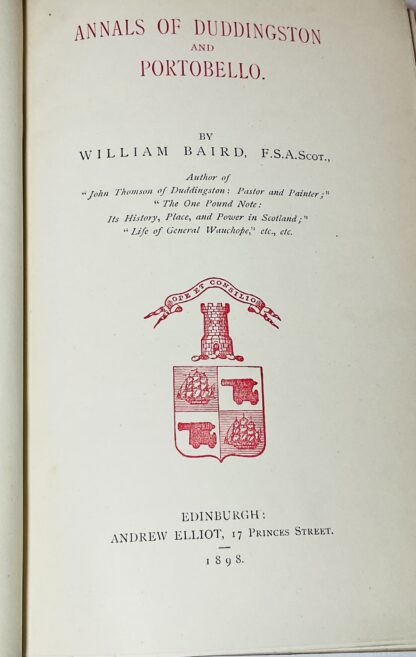 ANNALS OF DUDDINGSTON
AND
PORTOBELLO.
BY
WILLIAM BAIRD, F.S.A.SCOT.,
Author of
"John Thomson of Duddingston: Pastor and Painter;"
"The One Pound Note:
Its History, Place, and Power in Scotland;"
"Life of General Wauchope," etc., etc.
OPE ET CONSILIO
EDINBURGH:
ANDREW ELLIOT, 17 PRINCES STREET.
1898.